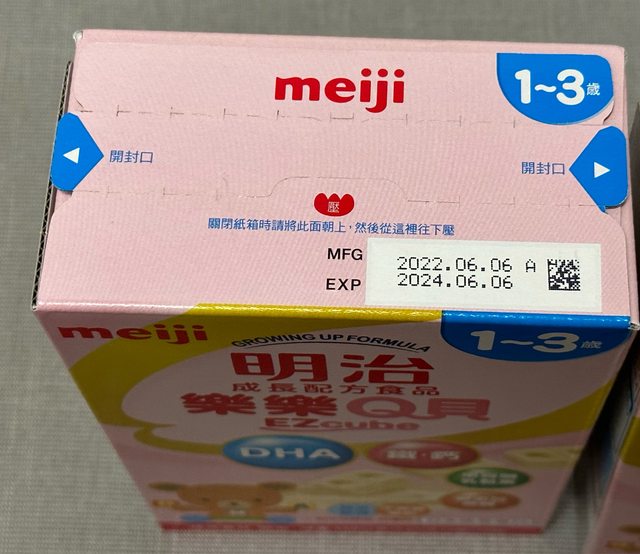 meiji
1~3歲
開封口
開封口
壓
關閉紙箱時請將此面朝上，然後從這裡往下壓
MFG 2022.06.06 A
EXP 2024.06.06
meiji
1~3歲
GROWING UP FORMULA
明治
成長配方食品
樂樂Q貝
EZcube
DHA
鐵・鈣